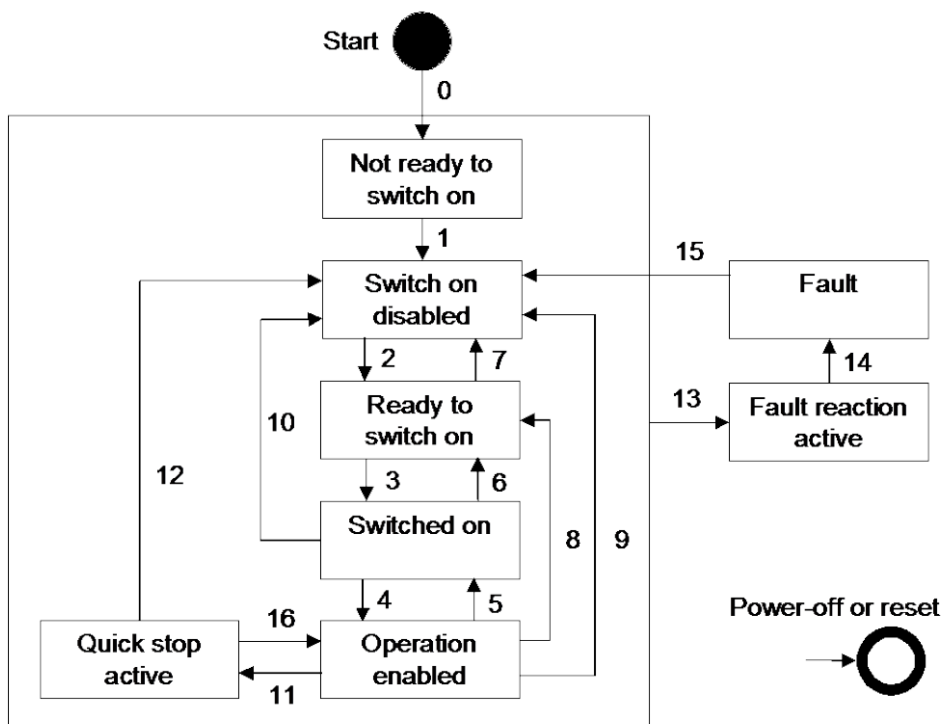 Start
0
Not ready to
switch on
1
15
Switch on
disabled
Fault
2
7
14
10
Ready to
switch on
13
Fault reaction
active
12
3
6
Switched on
8
9
4
5
Power-off or reset
16
Quick stop
active
Operation
enabled
11